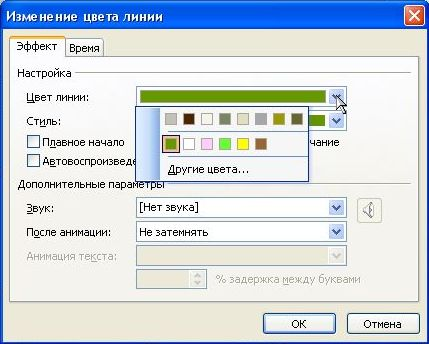 Изменение цвета линии
Эффект
Время
Настройка
Цвет линии:
Стиль:
Плавное начало
чание
Автовоспроизведе
Другие цвета...
Дополнительные параметры
Звук:
[Нет звука]
После анимации:
Не затемнять
Анимация текста:
% задержка между буквами
ОК
Отмена